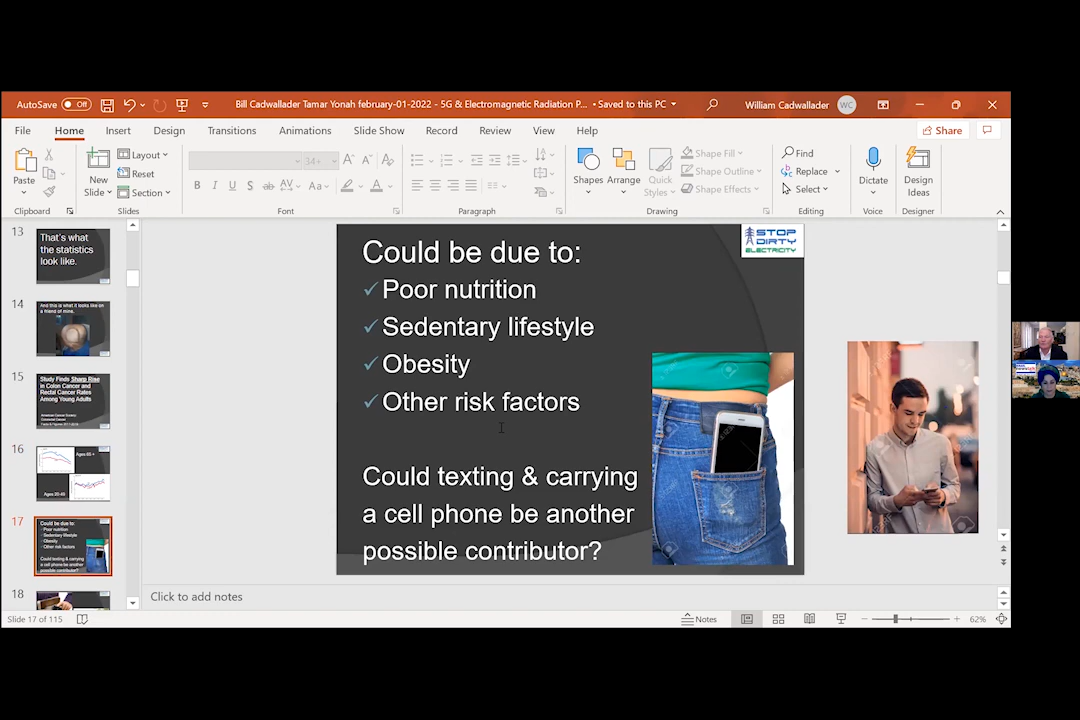 AutoSave Off
Bill Cadwallader Tamar Yonah february-01-2022 - 5G & Electromagnetic Radiation P... • Saved to this PC
William Cadwallader WC
File Home Insert Design Transitions Animations Slide Show Record Review View Help
Share
Paste
New
Slide
Layout
Reset
Section
34+
B I U S ab AV Aa A
Shapes Arrange Quick
Styles
Shape Fill
Shape Outline
Shape Effects
Find
Replace
Select
Dictate
Design
Ideas
Clipboard Slides Font Paragraph Drawing Editing Voice Designer
13
That's what
the statistics
look like.
14
And this is what it looks like on
a friend of mine.
15
Study Finds Sharp Rise
in Colon Cancer and
Rectal Cancer Rates
Among Young Adults
American Cancer Society
16
Ages 65 +
Ages 20-49
17
Could be due to:
Poor nutrition
Sedentary lifestyle
Obesity
Other risk factors
Could texting & carrying
a cell phone be another
possible contributor?
18
STOP
DIRTY
ELECTRICITY
Could be due to:
✓ Poor nutrition
✓ Sedentary lifestyle
✓ Obesity
✓ Other risk factors
Could texting & carrying
a cell phone be another
possible contributor?
Click to add notes
Slide 17 of 115
Notes
62%